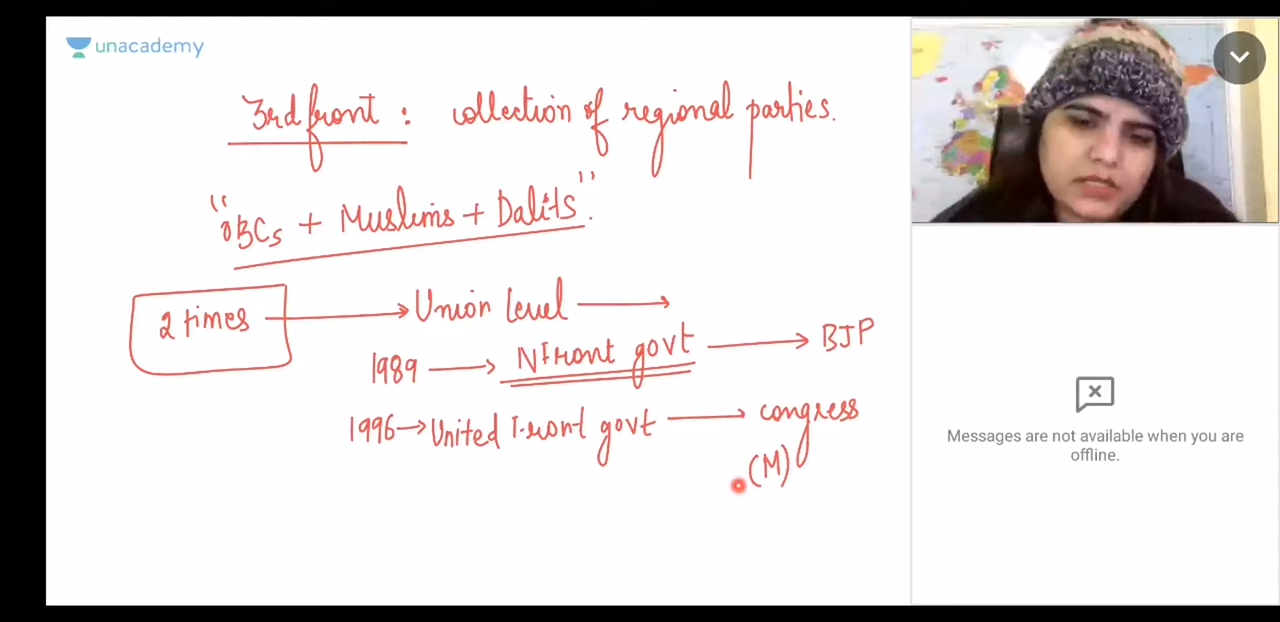 unacademy
3rd front : collection of regional parties.
"OBCs + Muslims + Dalits".
2 times → Union level →
1989 → NFront govt → BJP
1996 → United Front govt → congress
(M)
Messages are not available when you are
offline.